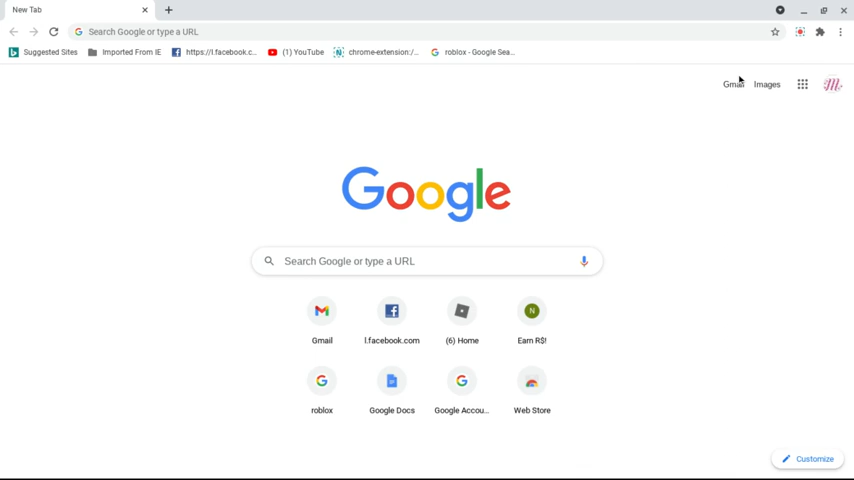 New Tab
Search Google or type a URL
Suggested Sites Imported From IE https://l.facebook.c... (1) YouTube chrome-extension:/... roblox - Google Sea...
Gmail Images
Google
Search Google or type a URL
Gmail l.facebook.com (6) Home Earn R$!
roblox Google Docs Google Accou... Web Store
Customize